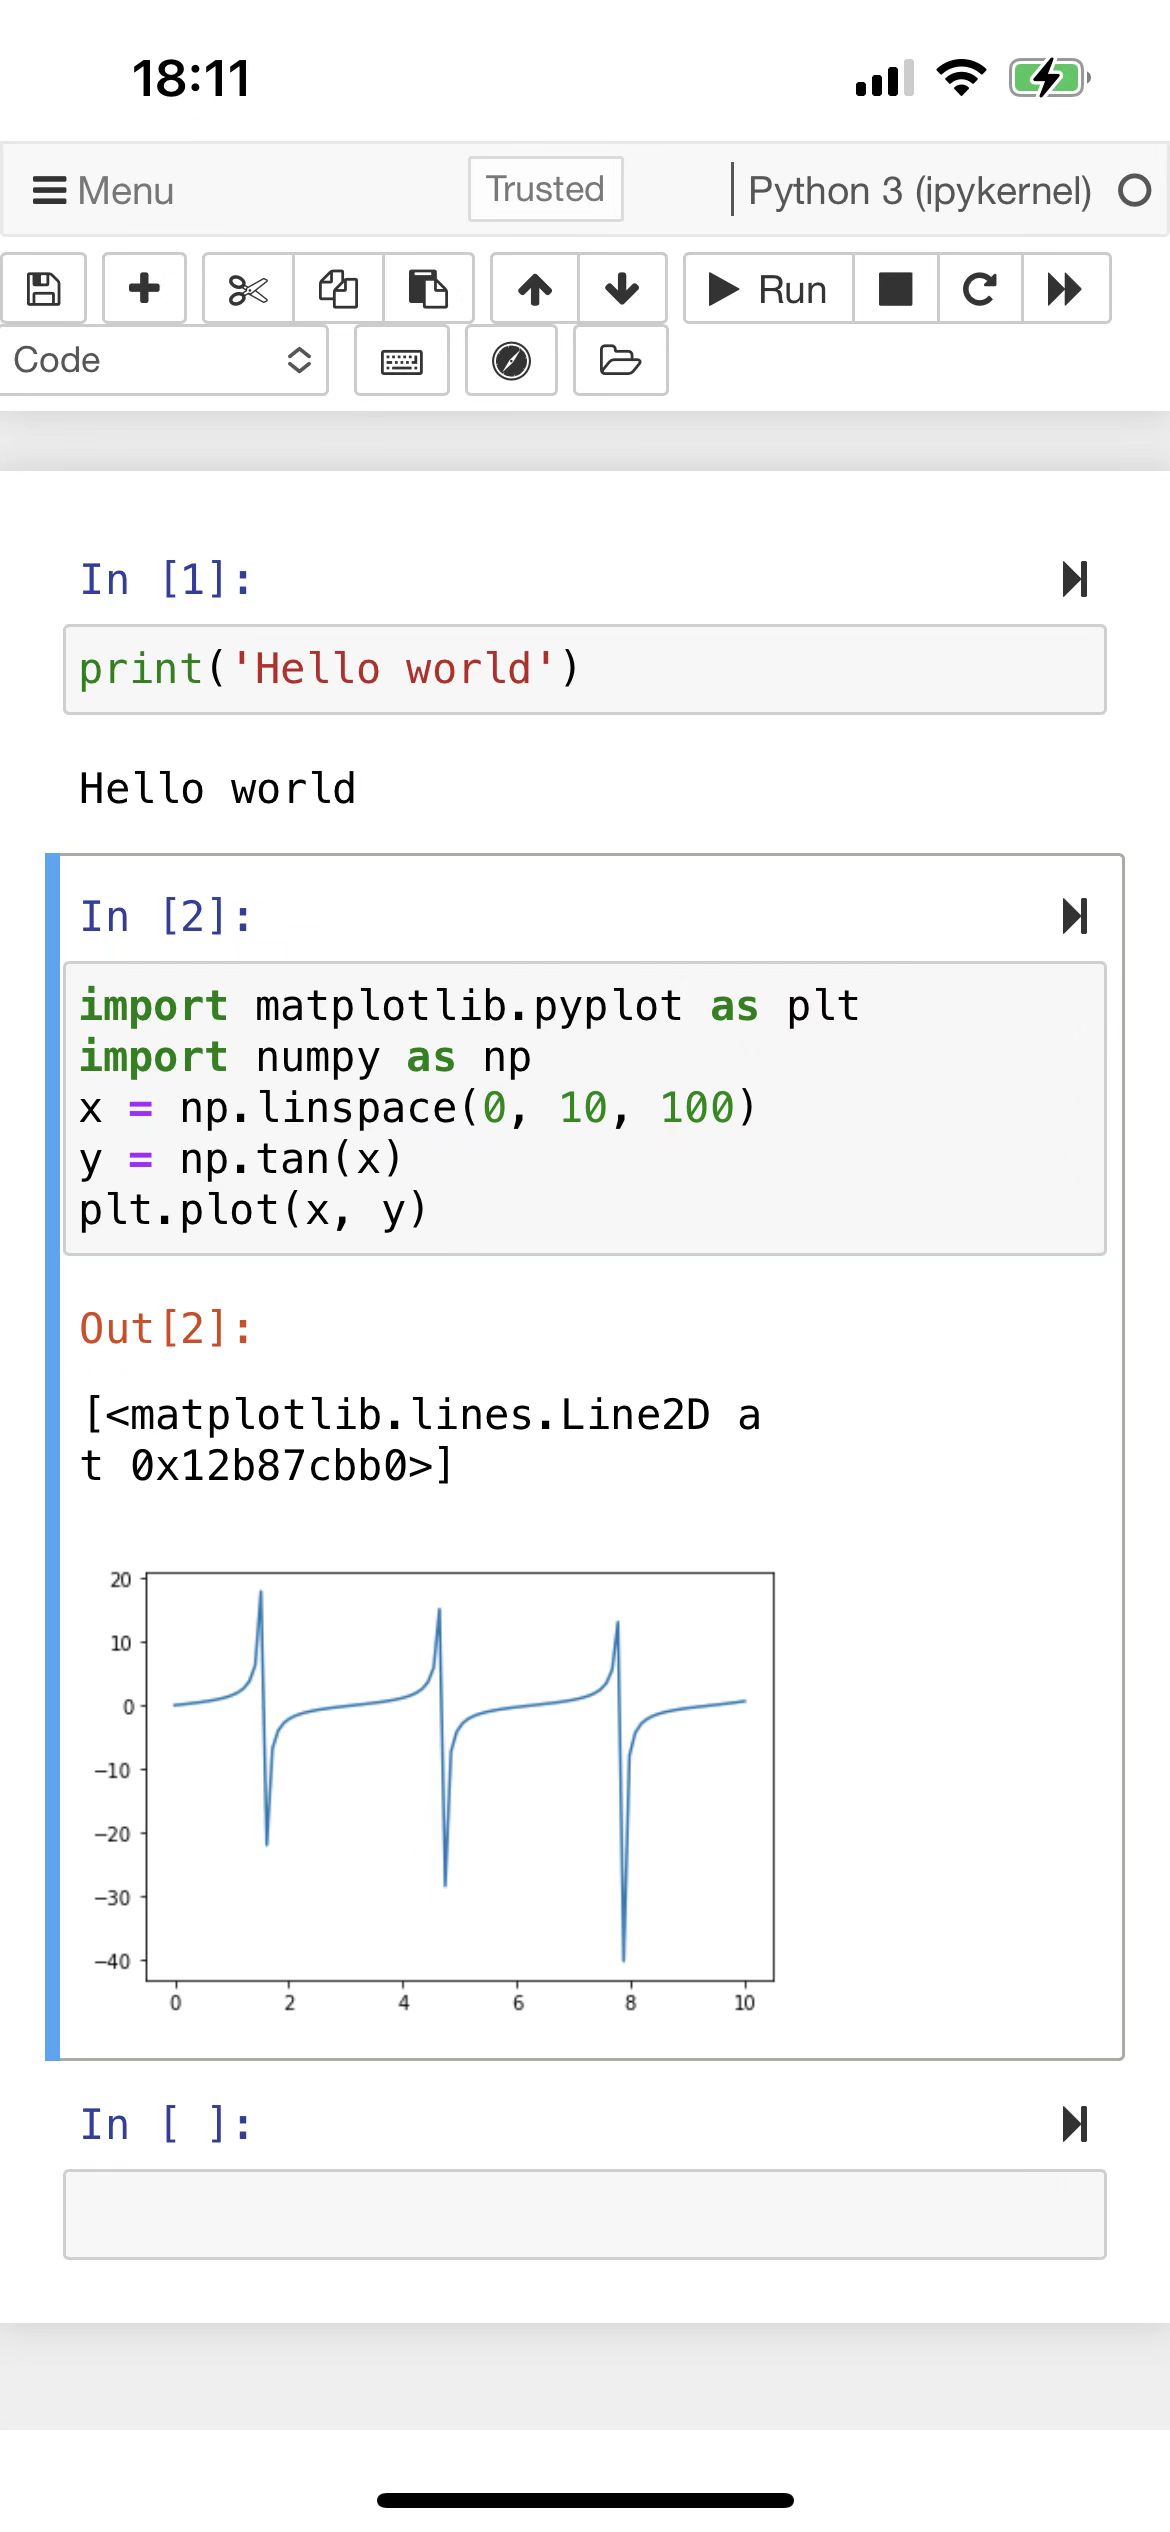 18:11
Menu
Trusted
Python 3 (ipykernel)
Run
Code
In [1]:
print('Hello world')
Hello world
In [2]:
import matplotlib.pyplot as plt
import numpy as np
x = np.linspace(0, 10, 100)
y = np.tan(x)
plt.plot(x, y)
Out[2]:
[<matplotlib.lines.Line2D a
t 0x12b87cbb0>]
20
10
0
−10
−20
−30
−40
0 2 4 6 8 10
In [ ]: